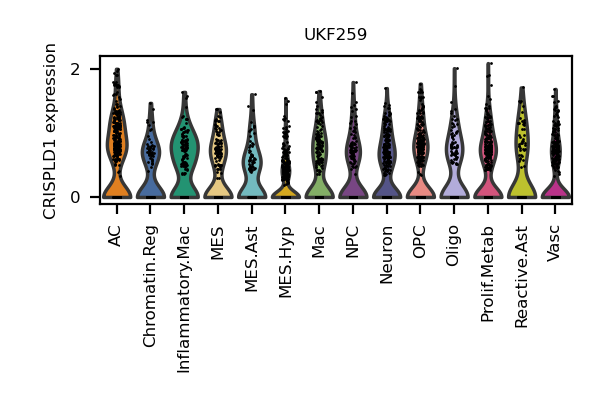 UKF259
CRISPLD1 expression
2
0
AC
Chromatin.Reg
Inflammatory.Mac
MES
MES.Ast
MES.Hyp
Mac
NPC
Neuron
OPC
Oligo
Prolif.Metab
Reactive.Ast
Vasc